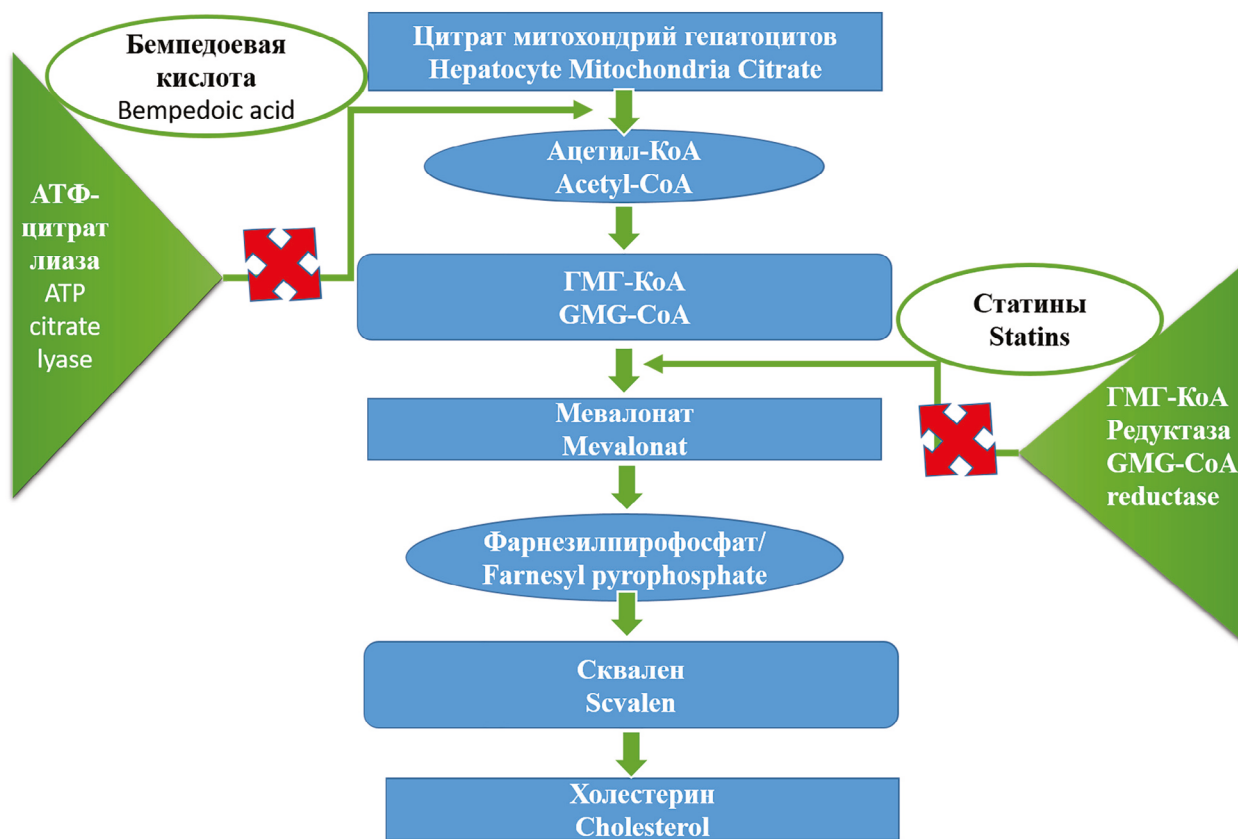 Бемпедоевая
кислота
Bempedoic acid
Цитрат митохондрий гепатоцитов
Hepatocyte Mitochondria Citrate
Ацетил-КоА
Acetyl-CoA
АТФ-
цитрат
лиаза
ATP
citrate
lyase
ГМГ-КоА
GMG-CoA
Статины
Statins
ГМГ-КоА
Редуктаза
GMG-CoA
reductase
Мевалонат
Mevalonat
Фарнезилпирофосфат/
Farnesyl pyrophosphate
Сквален
Scvalen
Холестерин
Cholesterol